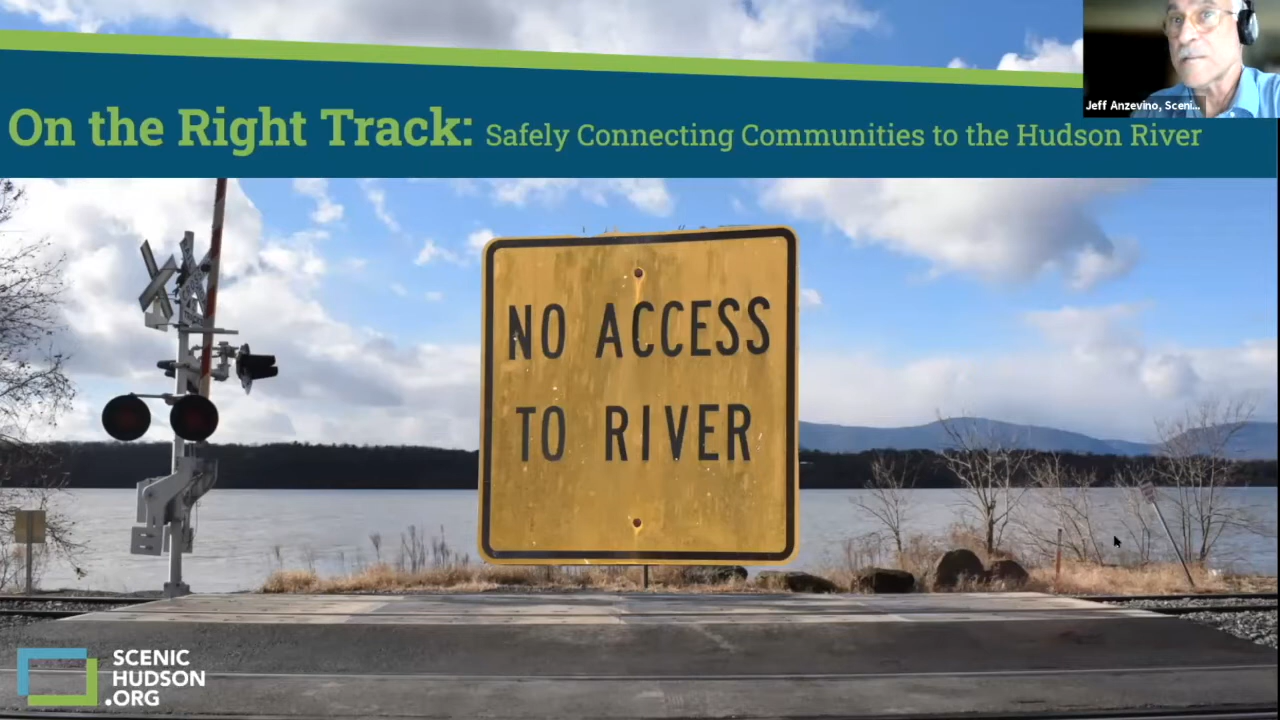 On the Right Track: Safely Connecting Communities to the Hudson River
Jeff Anzevino, Sceni...
NO ACCESS
TO RIVER
SCENIC
HUDSON
.ORG